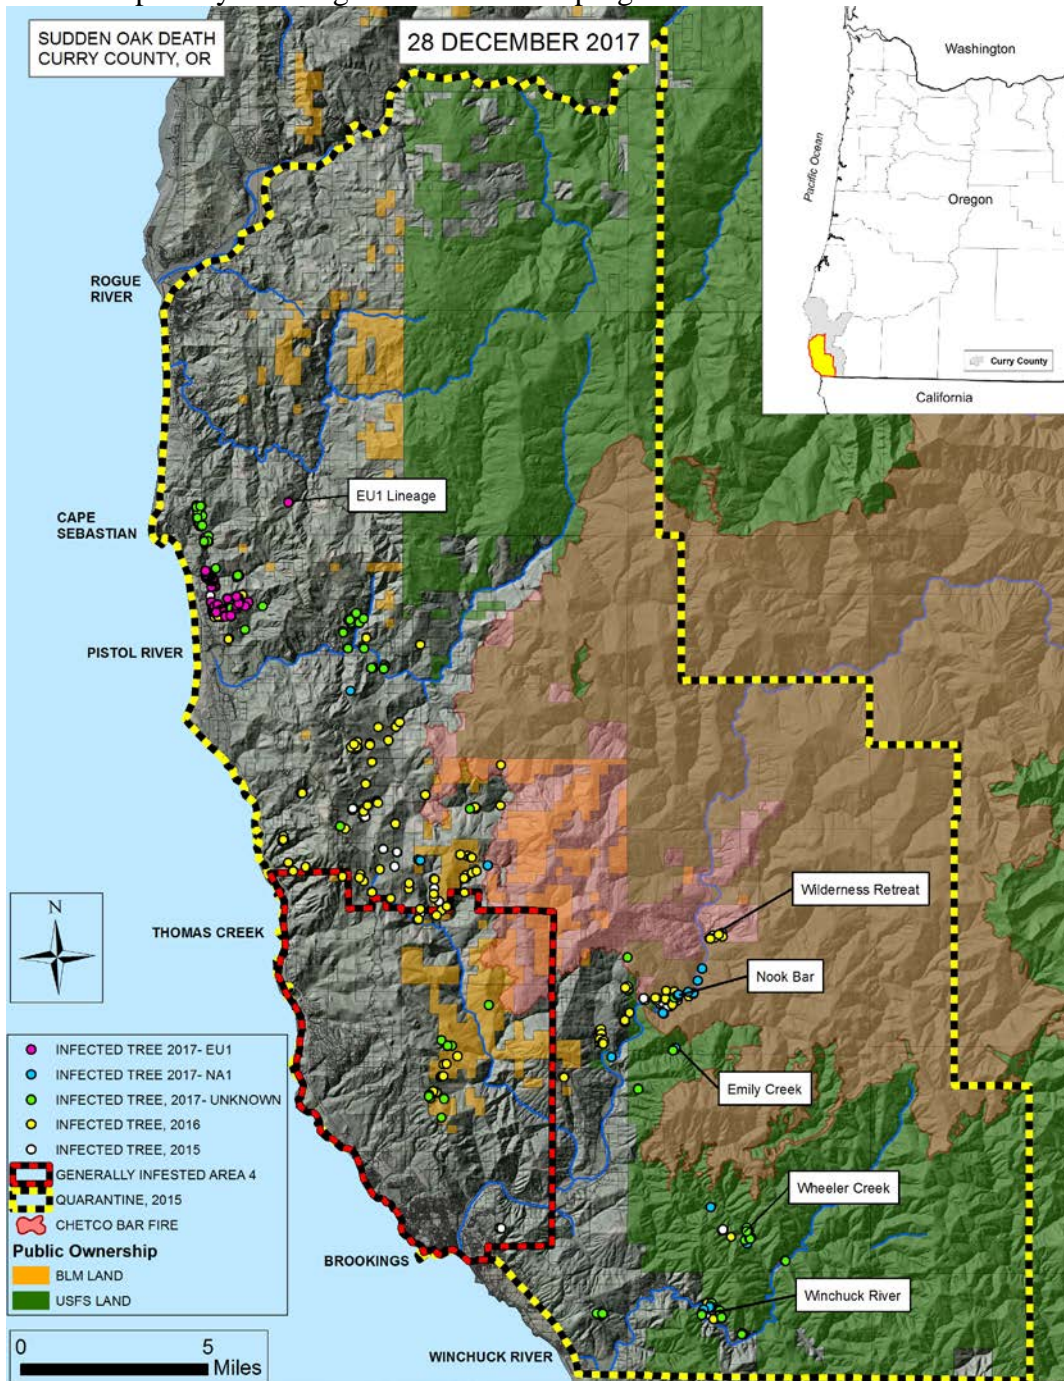 SUDDEN OAK DEATH
CURRY COUNTY, OR
28 DECEMBER 2017
Washington
Pacific Ocean
Oregon
Curry County
California
ROGUE
RIVER
EU1 Lineage
CAPE
SEBASTIAN
PISTOL RIVER
Wilderness Retreat
THOMAS CREEK
Nook Bar
N
Emily Creek
INFECTED TREE 2017- EU1
INFECTED TREE 2017- NA1
INFECTED TREE, 2017- UNKNOWN
INFECTED TREE, 2016
INFECTED TREE, 2015
GENERALLY INFESTED AREA 4
QUARANTINE, 2015
CHETCO BAR FIRE
Public Ownership
BLM LAND
USFS LAND
Wheeler Creek
BROOKINGS
Winchuck River
0 5
Miles
WINCHUCK RIVER